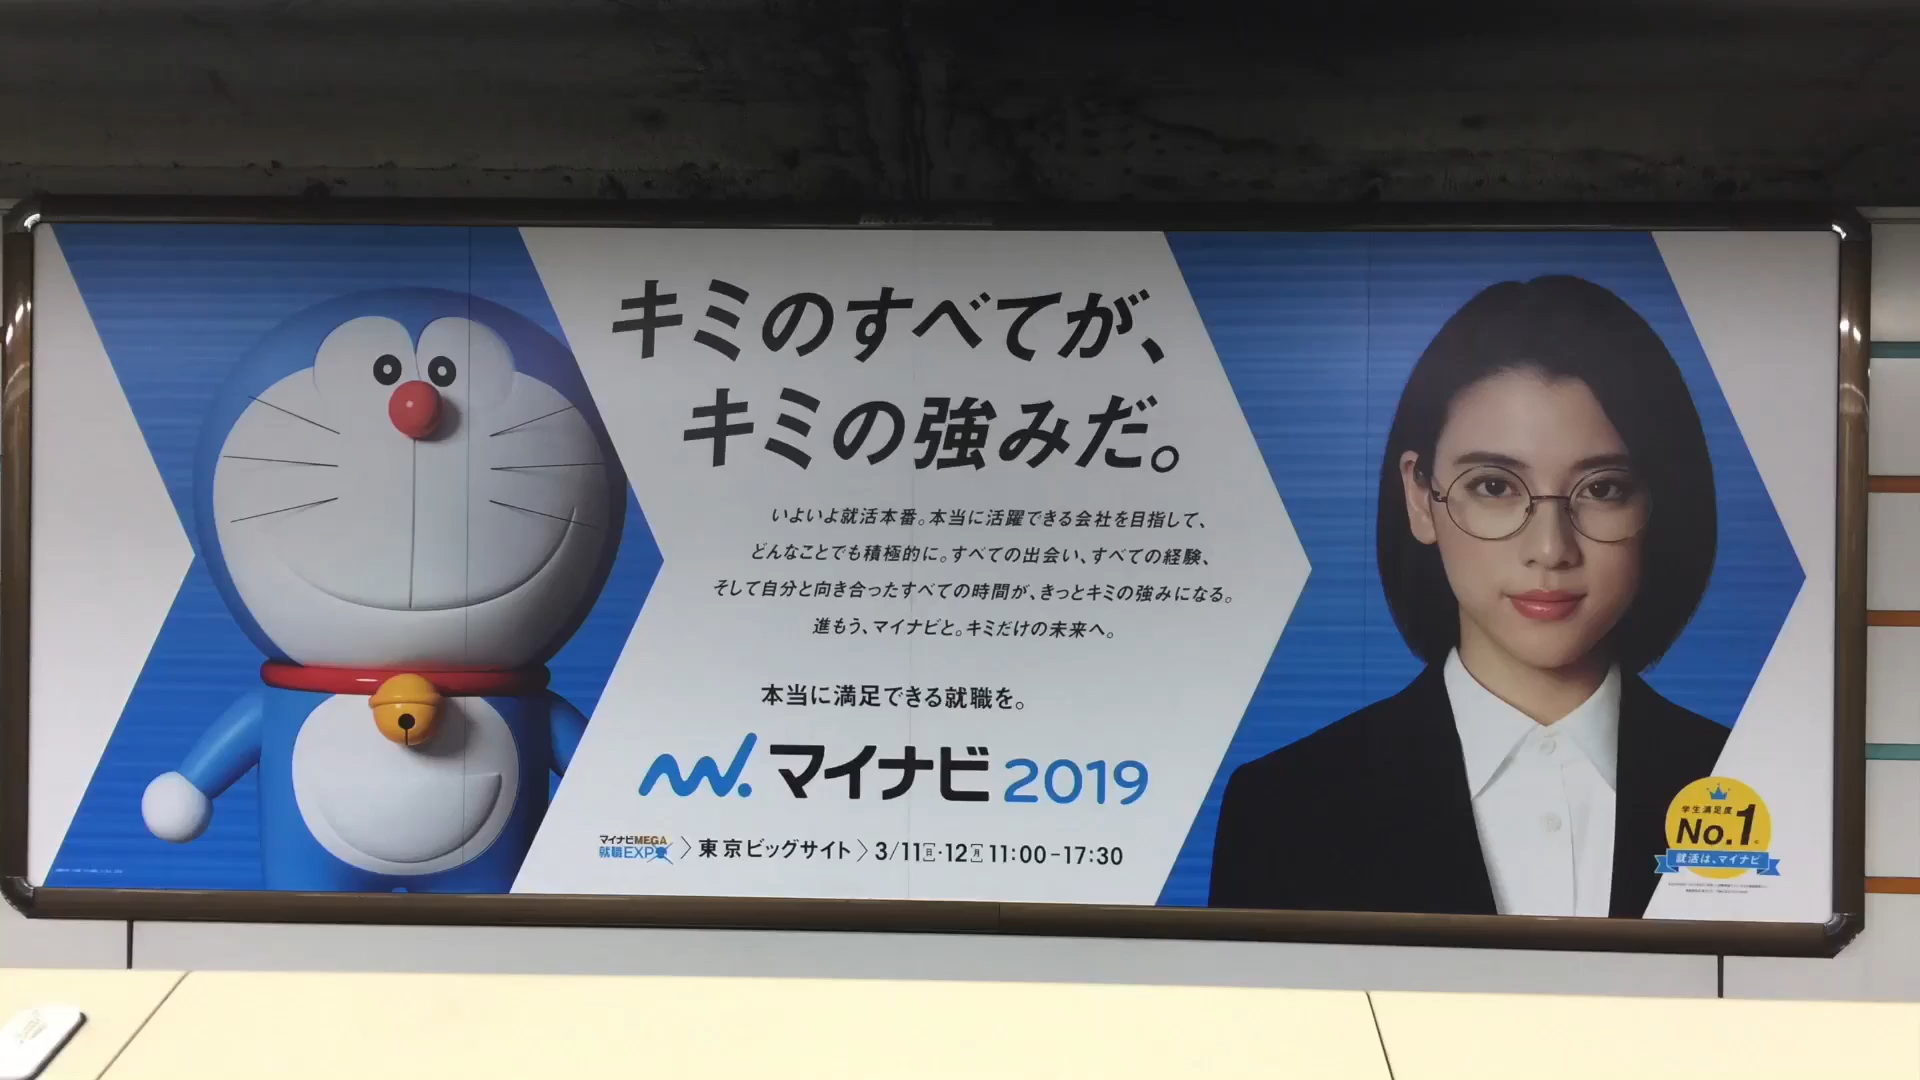 キミのすべてが、
キミの強みだ。
いよいよ就活本番。本当に活躍できる会社を目指して、
どんなことでも積極的に。すべての出会い、すべての経験、
そして自分と向き合ったすべての時間が、きっとキミの強みになる。
進もう、マイナビと。キミだけの未来へ。
本当に満足できる就職を。
マイナビ 2019
マイナビMEGA
就職EXPO
東京ビッグサイト 〉3/11日・12月 11:00-17:30
学生満足度
No.1
就活は、マイナビ